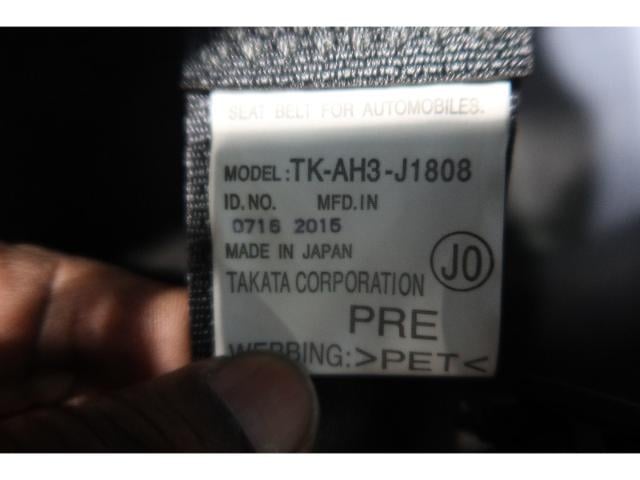 SEAT BELT FOR AUTOMOBILES.
MODEL:TK-AH3-J1808
ID.NO. MFD.IN
0716 2015
MADE IN JAPAN
TAKATA CORPORATION
JO
PRE
WEBBING:>PET<